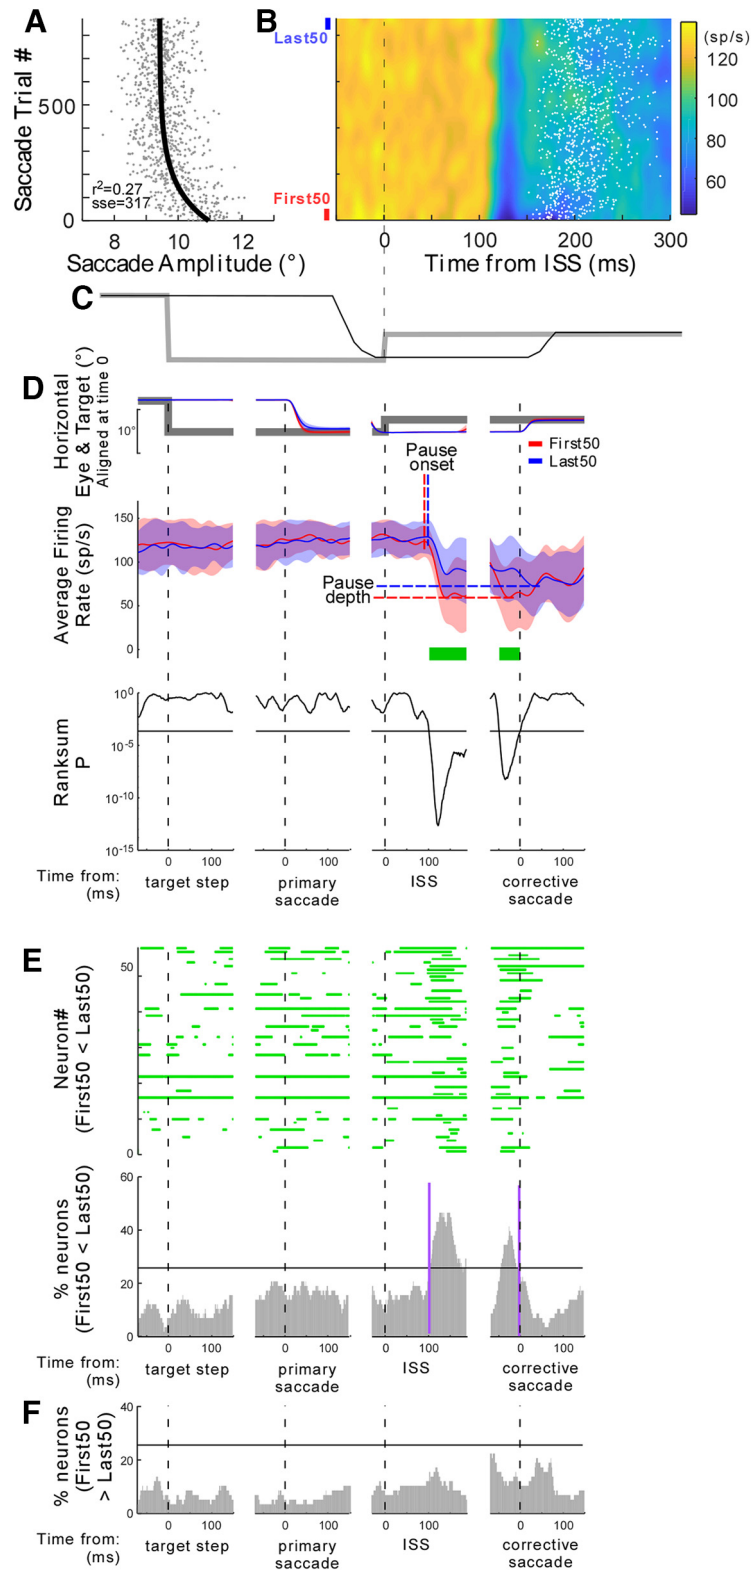 A
Saccade Trial #
500
0
r²=0.27
sse=317
8 10 12
Saccade Amplitude (°)
B
Last50
First50
0 100 200 300
Time from ISS (ms)
(sp/s)
120
100
80
60
C
D
Horizontal
Eye & Target (°)
Aligned at time 0
10°
Pause
onset
First50
Last50
Average Firing
Rate (sp/s)
150
100
50
0
Pause
depth
Ranksum
P
10⁰
10⁻⁵
10⁻¹⁰
10⁻¹⁵
0 100 0 100 0 100 0 100
Time from:
(ms)
target step
primary
saccade
ISS
corrective
saccade
E
Neuron#
(First50 < Last50)
50
0
% neurons
(First50 < Last50)
60
40
20
0
0 100 0 100 0 100 0 100
Time from:
(ms)
target step
primary
saccade
ISS
corrective
saccade
F
% neurons
(First50
> Last50)
40
20
0
0 100 0 100 0 100 0 100
Time from:
(ms)
target step
primary
saccade
ISS
corrective
saccade